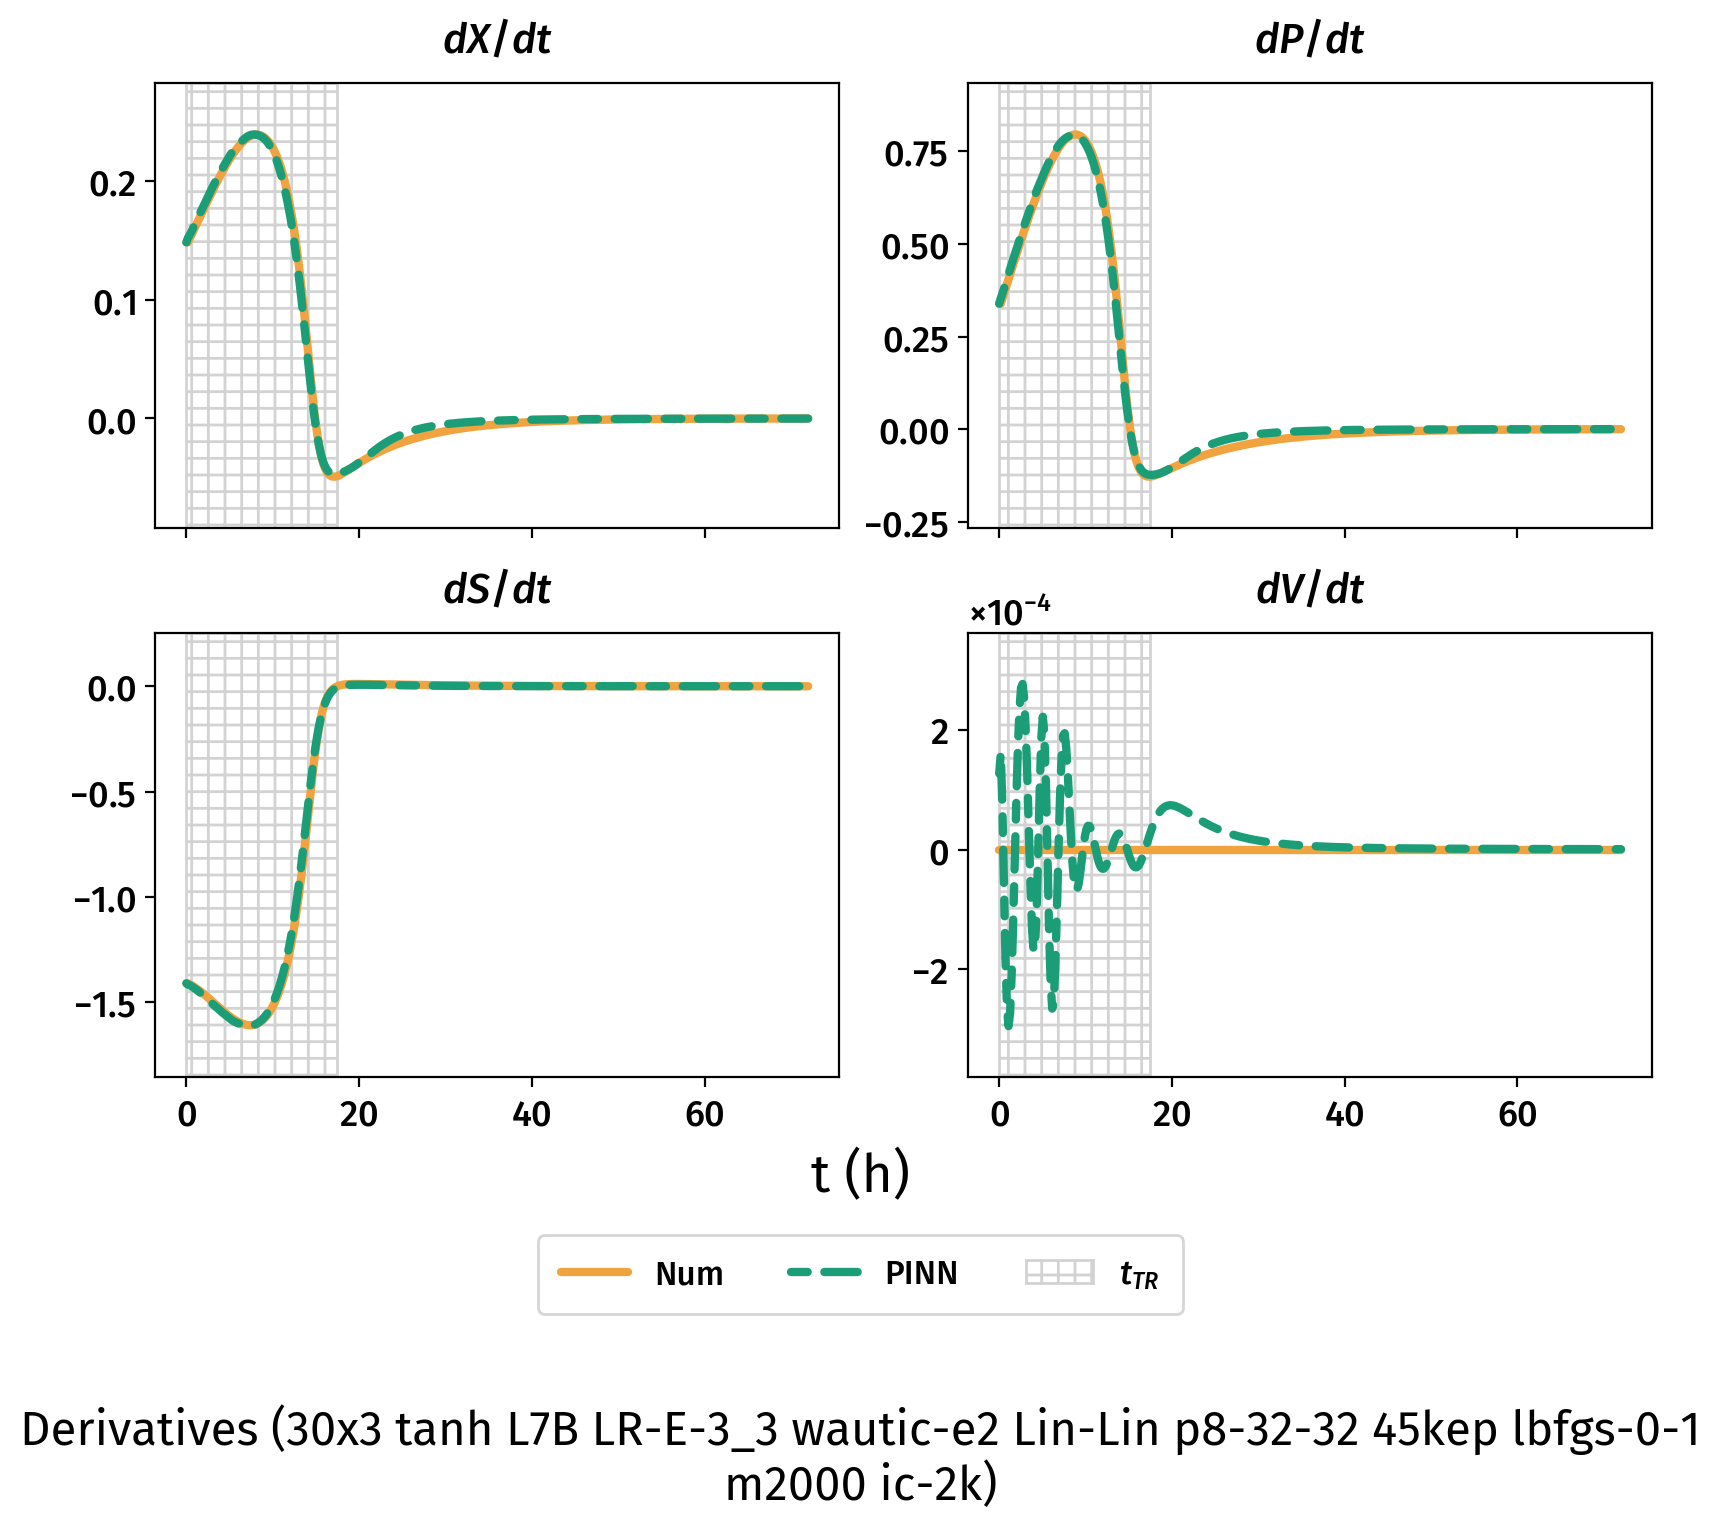 dX/dt
dP/dt
0.2
0.1
0.0
0.75
0.50
0.25
0.00
−0.25
dS/dt
dV/dt
×10⁻⁴
0.0
−0.5
−1.0
−1.5
2
0
−2
0 20 40 60
0 20 40 60
t (h)
Num PINN t_TR
Derivatives (30x3 tanh L7B LR-E-3_3 wautic-e2 Lin-Lin p8-32-32 45kep lbfgs-0-1
m2000 ic-2k)